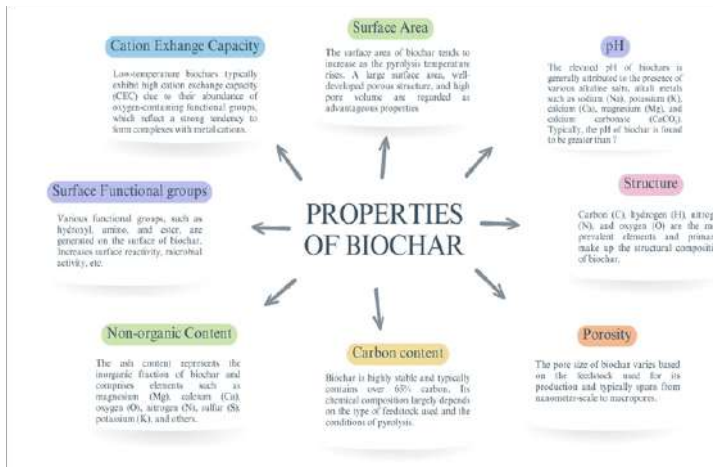 Cation Exhange Capacity
Low-temperature biochars typically
exhibit high cation exchange capacity
(CEC) due to their abundance of
oxygen-containing functional groups,
which reflect a strong tendency to
form complexes with metal cations.
Surface Area
The surface area of biochar tends to
increase as the pyrolysis temperature
rises. A large surface area, well-
developed porous structure, and high
pore volume are regarded as
advantageous properties
pH
The elevated pH of biochars is
generally attributed to the presence of
various alkaline salts, alkali metals
such as sodium (Na), potassium (K),
calcium (Ca), magnesium (Mg), and
calcium carbonate (CaCO₃).
Typically, the pH of biochar is found
to be greater than 7
Surface Functional groups
Various functional groups, such as
hydroxyl, amino, and ester, are
generated on the surface of biochar.
Increases surface reactivity, microbial
activity, etc.
PROPERTIES
OF BIOCHAR
Structure
Carbon (C), hydrogen (H), nitrog
(N), and oxygen (O) are the mo
prevalent elements and primar
make up the structural compositi
of biochar.
Non-organic Content
The ash content represents the
inorganic fraction of biochar and
comprises elements such as
magnesium (Mg), calcium (Ca),
oxygen (O), nitrogen (N), sulfur (S),
potassium (K), and others.
Carbon content
Biochar is highly stable and typically
contains over 65% carbon. Its
chemical composition largely depends
on the type of feedstock used and the
conditions of pyrolysis.
Porosity
The pore size of biochar varies based
on the feedstock used for its
production and typically spans from
nanometer-scale to macropores.